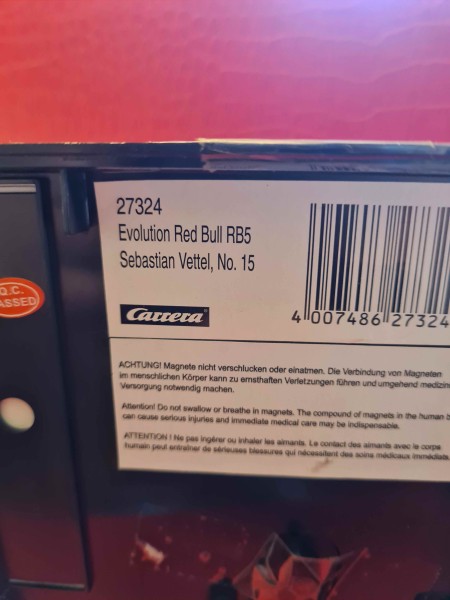 27324
Evolution Red Bull RB5
Sebastian Vettel, No. 15
Carrera
4 007486 27324
Q.C.
ASSED
ACHTUNG! Magnete nicht verschlucken oder einatmen. Die Verbindung von Magneten
im menschlichen Körper kann zu ernsthaften Verletzungen führen und umgehend medizin
Versorgung notwendig machen.
Attention! Do not swallow or breathe in magnets. The compound of magnets in the human b
can cause serious injuries and immediate medical care may be indispensable.
ATTENTION ! Ne pas ingérer ou inhaler les aimants. Le contact des aimants avec le corps
humain peut entraîner de sérieuses blessures qui nécessitent des soins médicaux immédiats